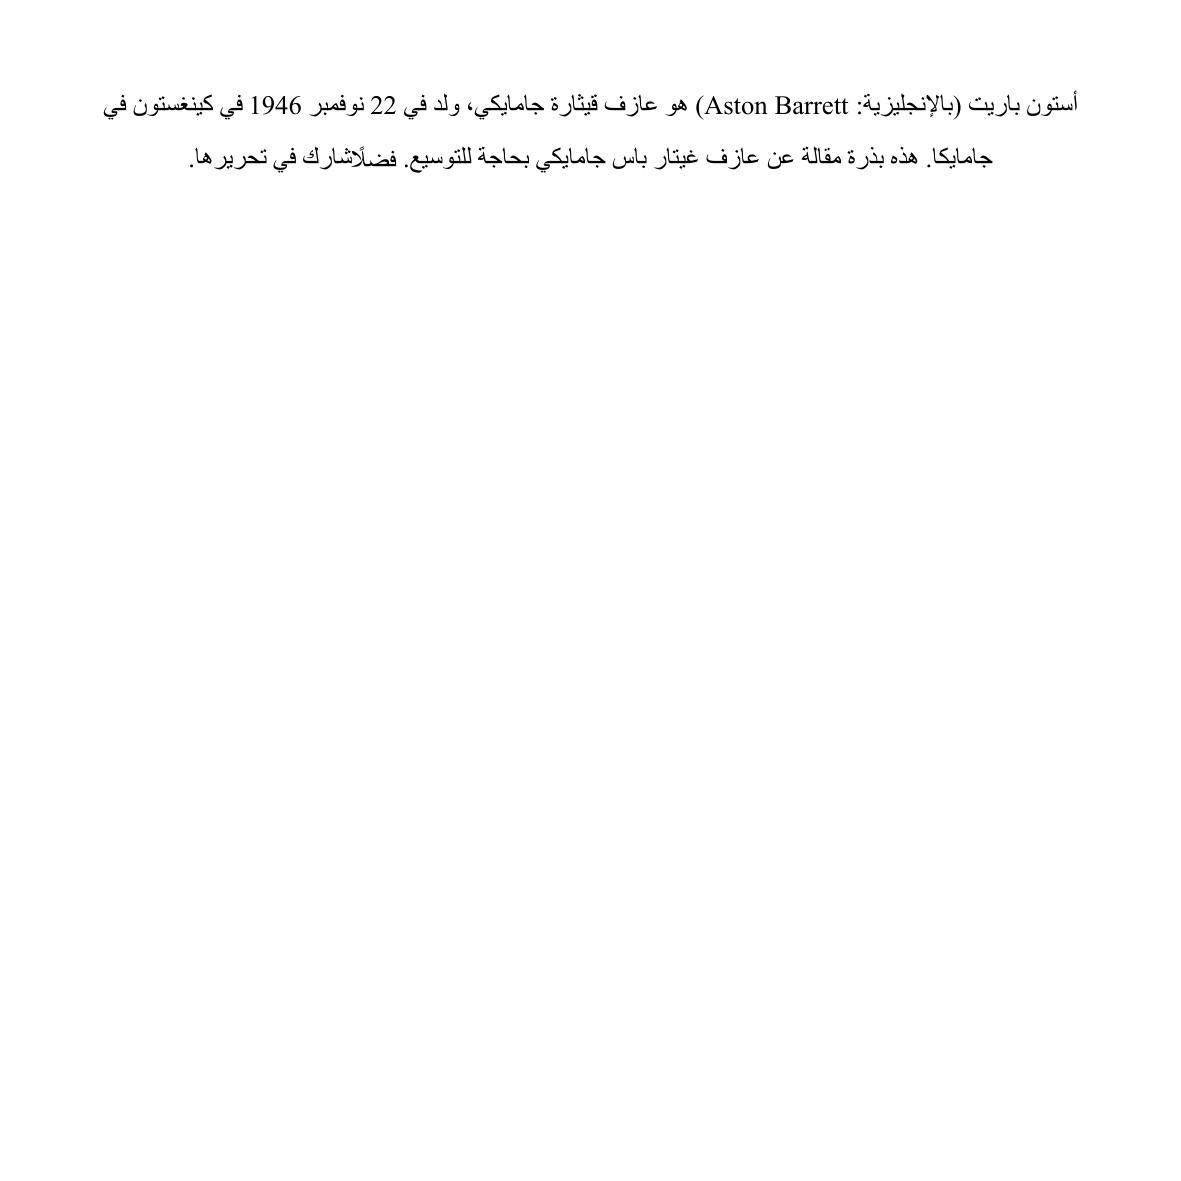 أستون باريت (بالإنجليزية: Aston Barrett) هو عازف قيثارة جامايكي، ولد في 22 نوفمبر 1946 في كينغستون في
جامايكا. هذه بذرة مقالة عن عازف غيتار باس جامايكي بحاجة للتوسيع. فضلًاشارك في تحريرها.